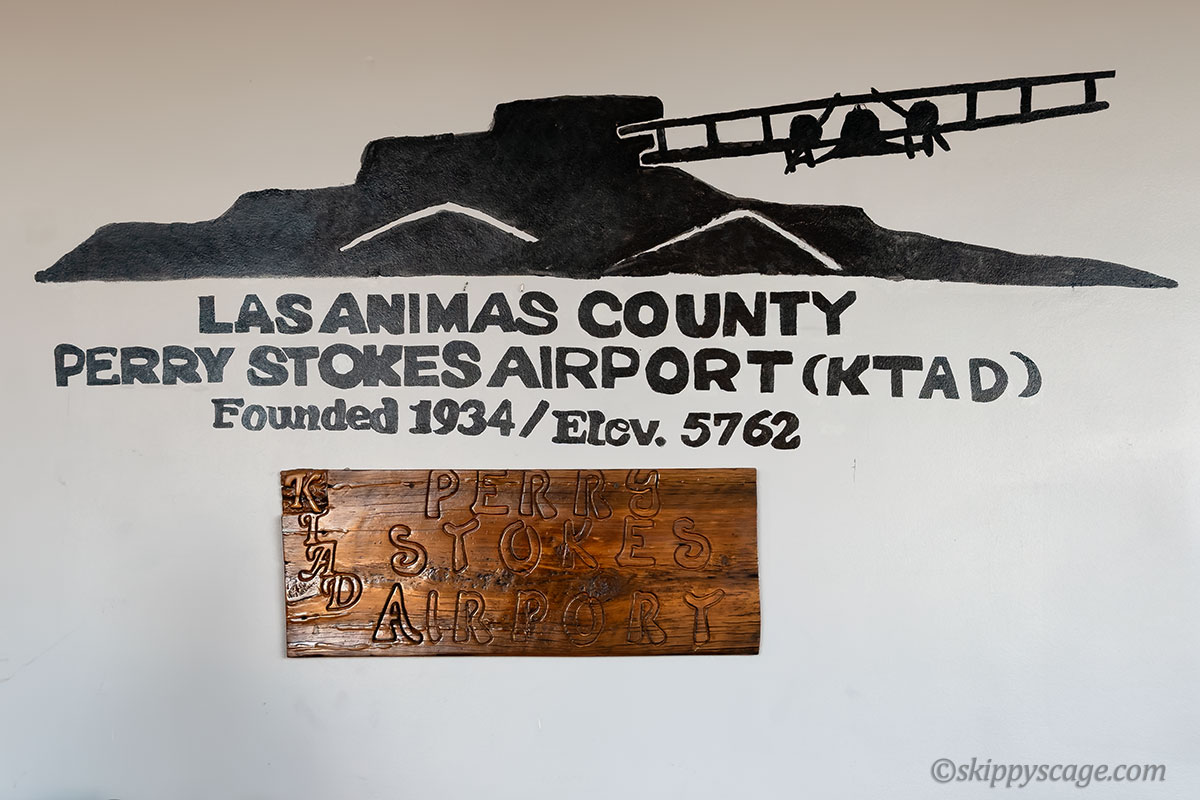 LAS ANIMAS COUNTY
PERRY STOKES AIRPORT (KTAD)
Founded 1934/Elev. 5762
KTAD
PERRY
STOKES
AIRPORT
©skippyscage.com